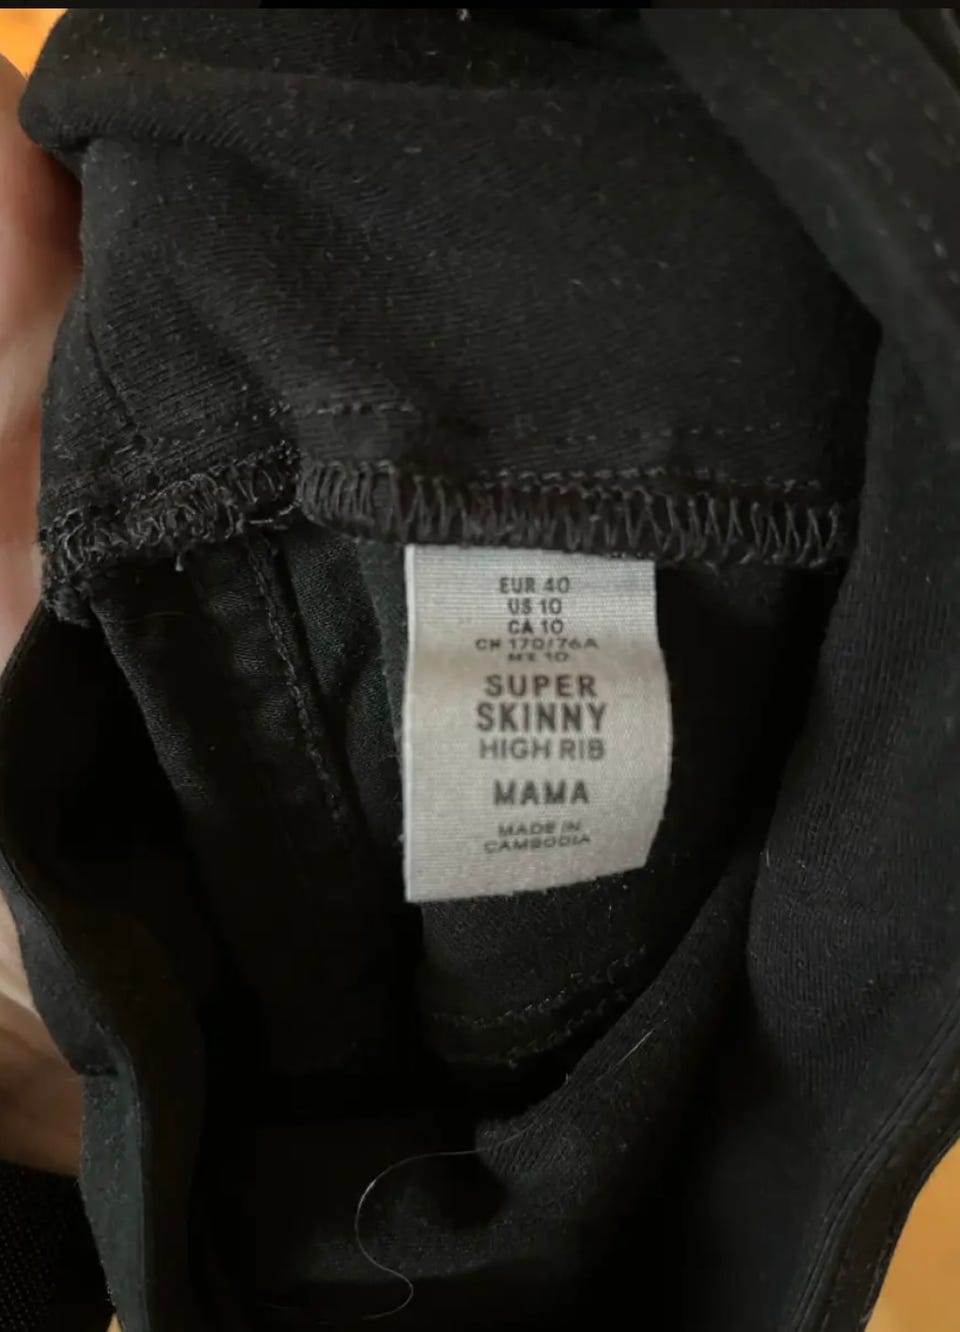 EUR 40
US 10
CA 10
CN 170/76A
MX 10
SUPER
SKINNY
HIGH RIB
MAMA
MADE IN
CAMBODIA